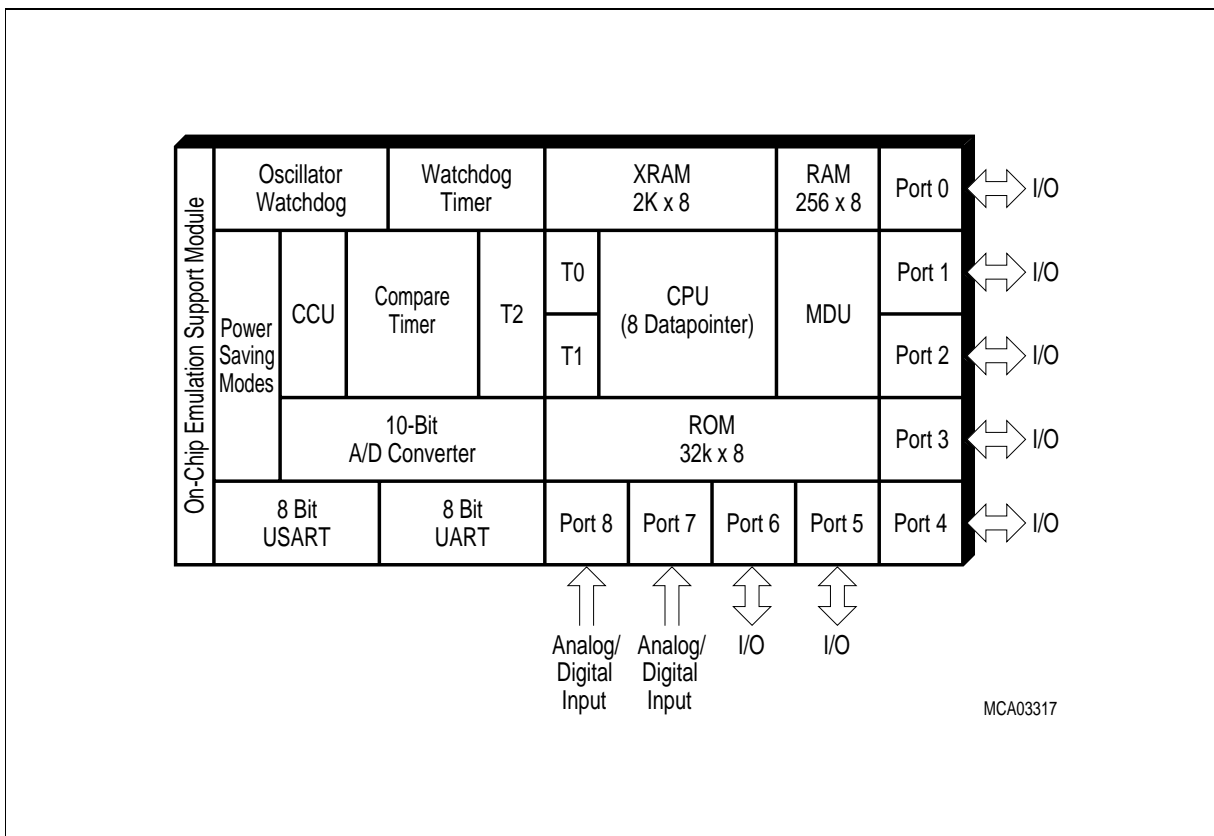 On-Chip Emulation Support Module
Oscillator
Watchdog
Watchdog
Timer
XRAM
2K x 8
RAM
256 x 8
Port 0
I/O
Power
Saving
Modes
CCU
Compare
Timer
T2
T0
T1
CPU
(8 Datapointer)
MDU
Port 1
I/O
Port 2
I/O
10-Bit
A/D Converter
ROM
32k x 8
Port 3
I/O
8 Bit
USART
8 Bit
UART
Port 8
Port 7
Port 6
Port 5
Port 4
I/O
Analog/
Digital
Input
Analog/
Digital
Input
I/O
I/O
MCA03317